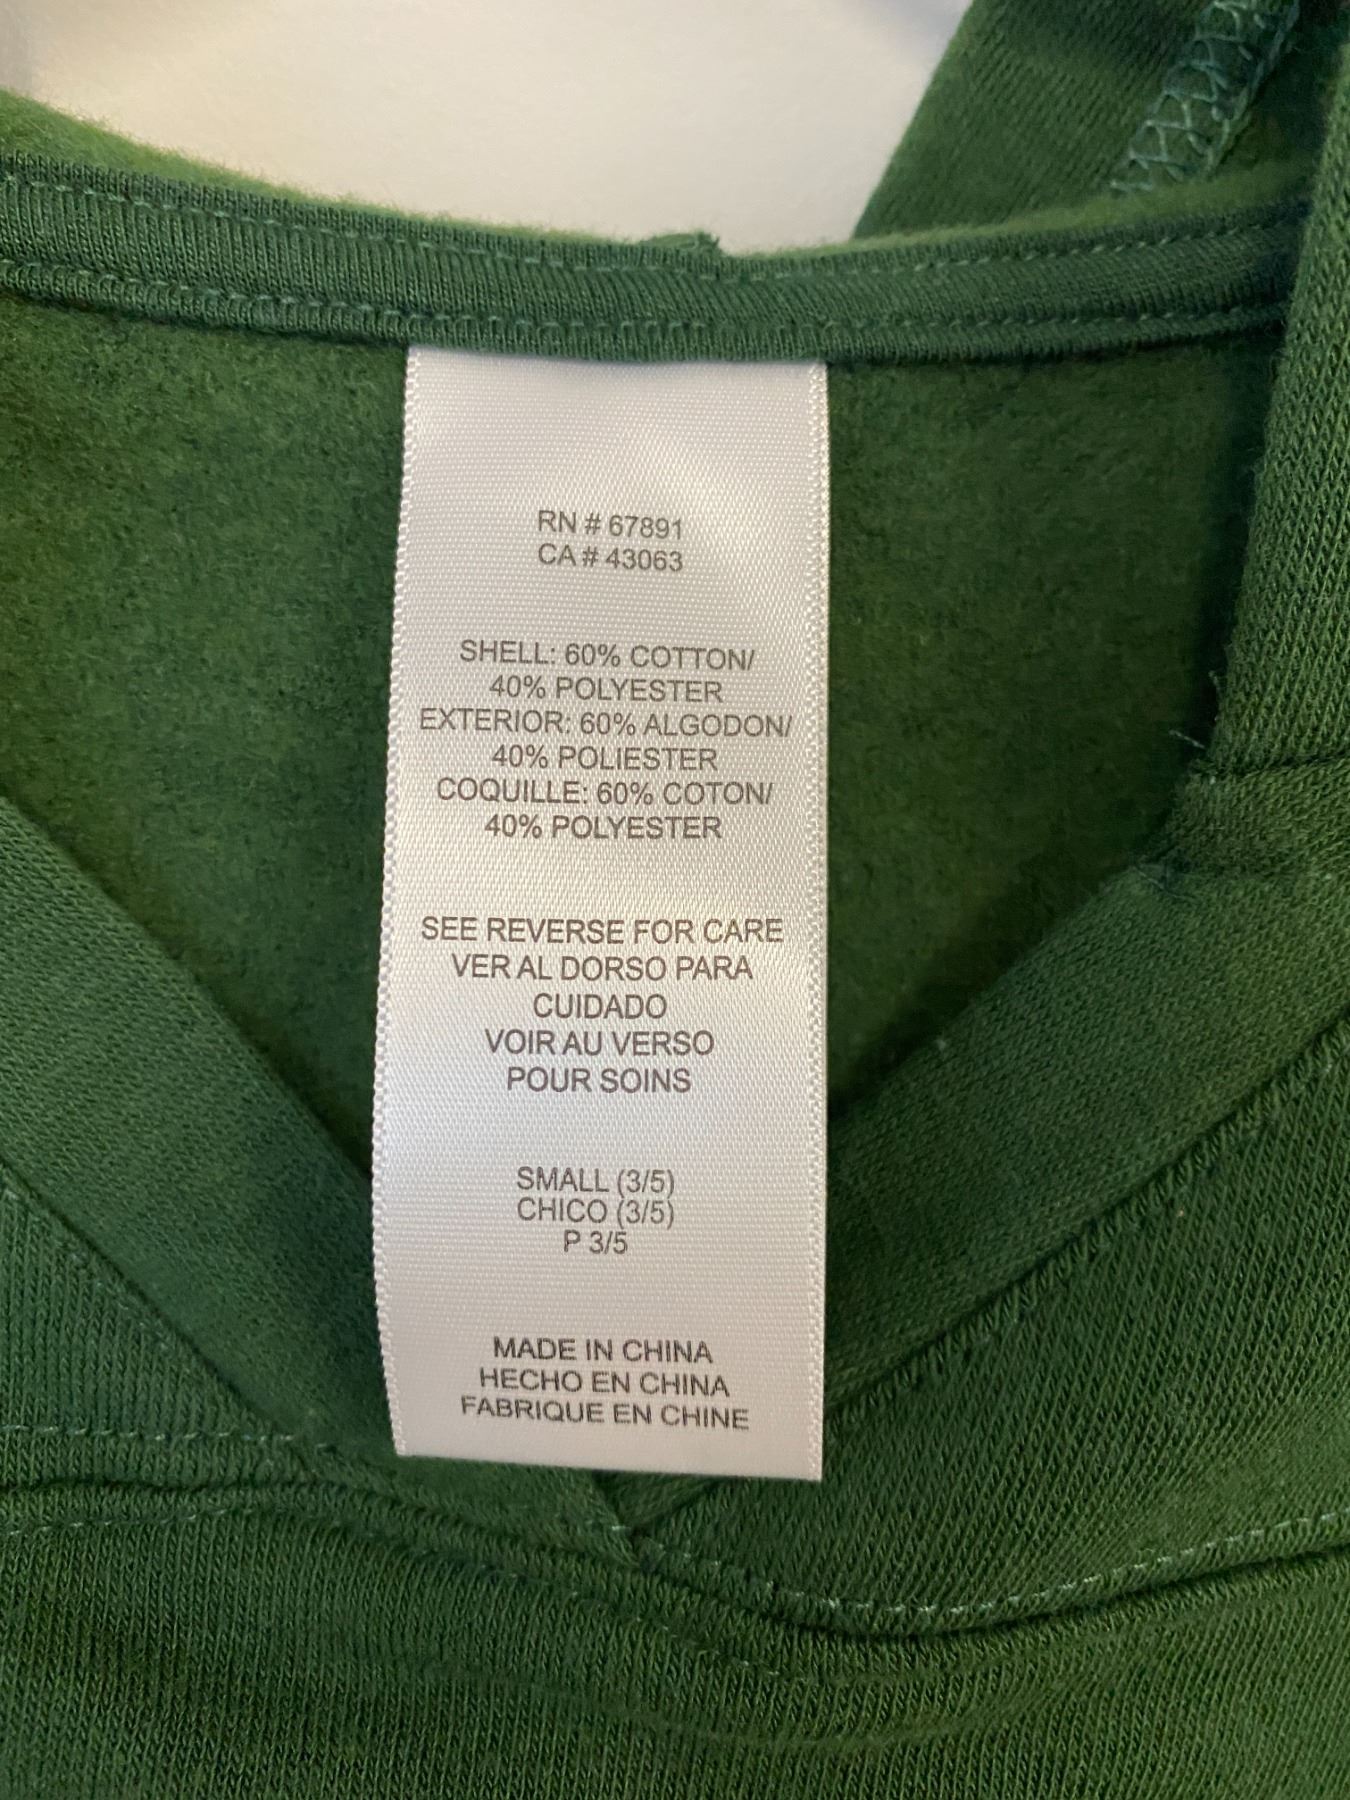 RN # 67891
CA # 43063
SHELL: 60% COTTON/
40% POLYESTER
EXTERIOR: 60% ALGODON/
40% POLIESTER
COQUILLE: 60% COTON/
40% POLYESTER
SEE REVERSE FOR CARE
VER AL DORSO PARA
CUIDADO
VOIR AU VERSO
POUR SOINS
SMALL (3/5)
CHICO (3/5)
P 3/5
MADE IN CHINA
HECHO EN CHINA
FABRIQUE EN CHINE